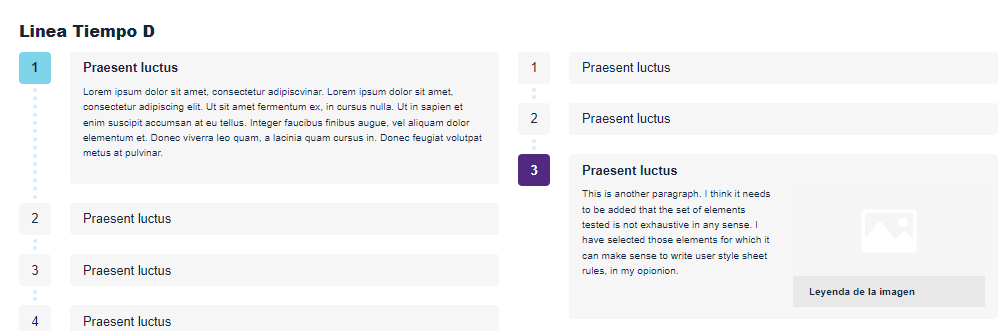 Linea Tiempo D
1
Praesent luctus
Lorem ipsum dolor sit amet, consectetur adipiscvinar. Lorem ipsum dolor sit amet,
consectetur adipiscing elit. Ut sit amet fermentum ex, in cursus nulla. Ut in sapien et
enim suscipit accumsan at eu tellus. Integer faucibus finibus augue, vel aliquam dolor
elementum et. Donec viverra leo quam, a lacinia quam cursus in. Donec feugiat volutpat
metus at pulvinar.
2
Praesent luctus
3
Praesent luctus
4
Praesent luctus
1
Praesent luctus
2
Praesent luctus
3
Praesent luctus
This is another paragraph. I think it needs
to be added that the set of elements
tested is not exhaustive in any sense. I
have selected those elements for which it
can make sense to write user style sheet
rules, in my opionion.
Leyenda de la imagen